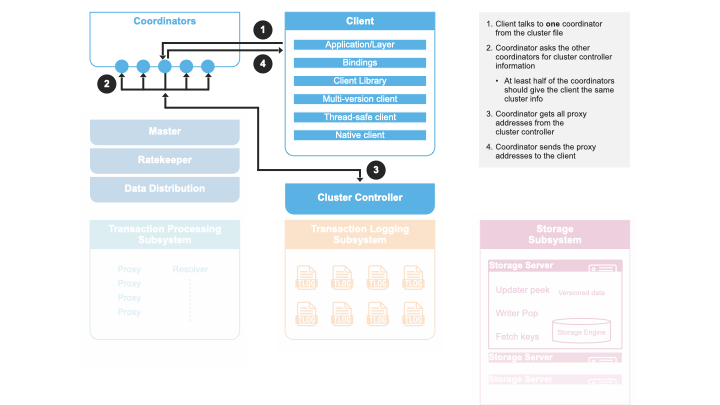 Coordinators
1
4
2
Client
Application/Layer
Bindings
Client Library
Multi-version client
Thread-safe client
Native client
1. Client talks to one coordinator
from the cluster file
2. Coordinator asks the other
coordinators for cluster controller
information
• At least half of the coordinators
should give the client the same
cluster info
3. Coordinator gets all proxy
addresses from the
cluster controller
4. Coordinator sends the proxy
addresses to the client
Master
Ratekeeper
Data Distribution
3
Cluster Controller
Transaction Processing
Subsystem
Proxy
Resolver
Proxy
Proxy
Proxy
Transaction Logging
Subsystem
TLOG
TLOG
TLOG
TLOG
TLOG
TLOG
TLOG
TLOG
Storage
Subsystem
Storage Server
Updater peek
Versioned data
Writer Pop
Fetch keys
Storage Engine
Storage Server
Storage Server